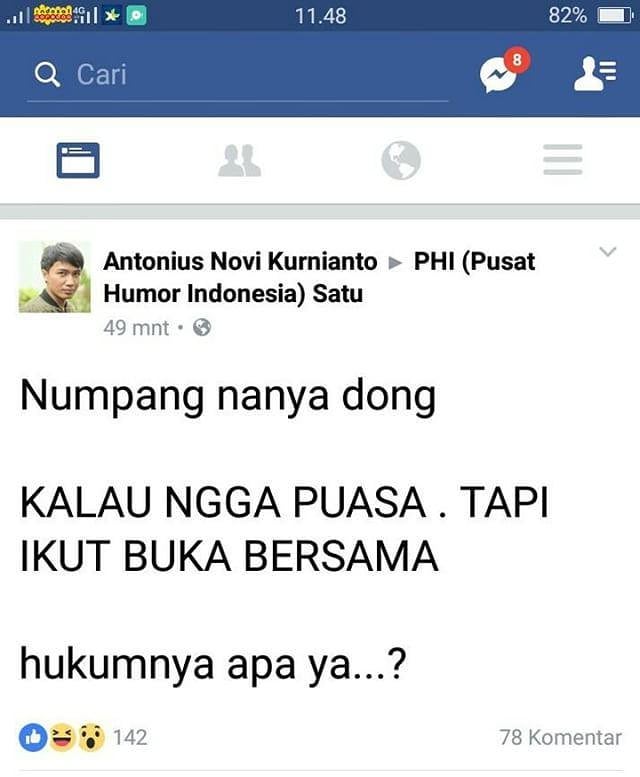 4G
11.48
82%
Cari
8
Antonius Novi Kurnianto ▸ PHI (Pusat
Humor Indonesia) Satu
49 mnt •
Numpang nanya dong
KALAU NGGA PUASA . TAPI
IKUT BUKA BERSAMA
hukumnya apa ya...?
142
78 Komentar